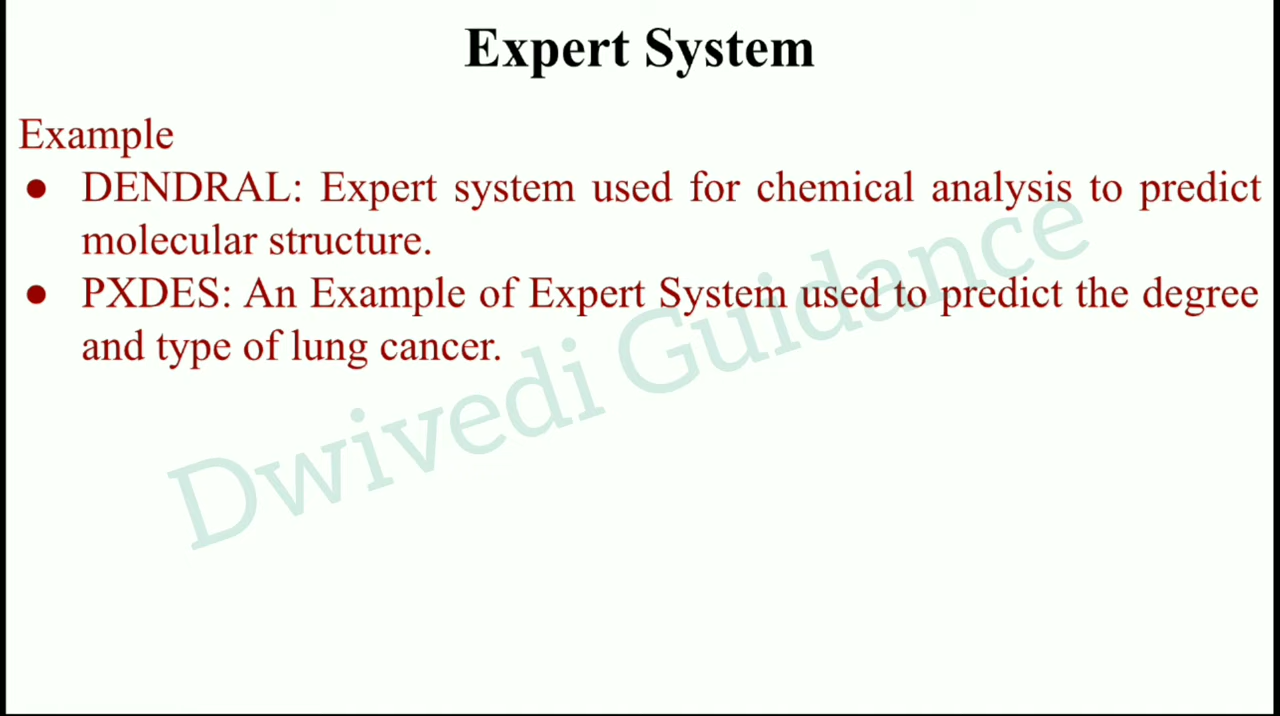 Expert System
Example
● DENDRAL: Expert system used for chemical analysis to predict
molecular structure.
● PXDES: An Example of Expert System used to predict the degree
and type of lung cancer.
Dwivedi Guidance